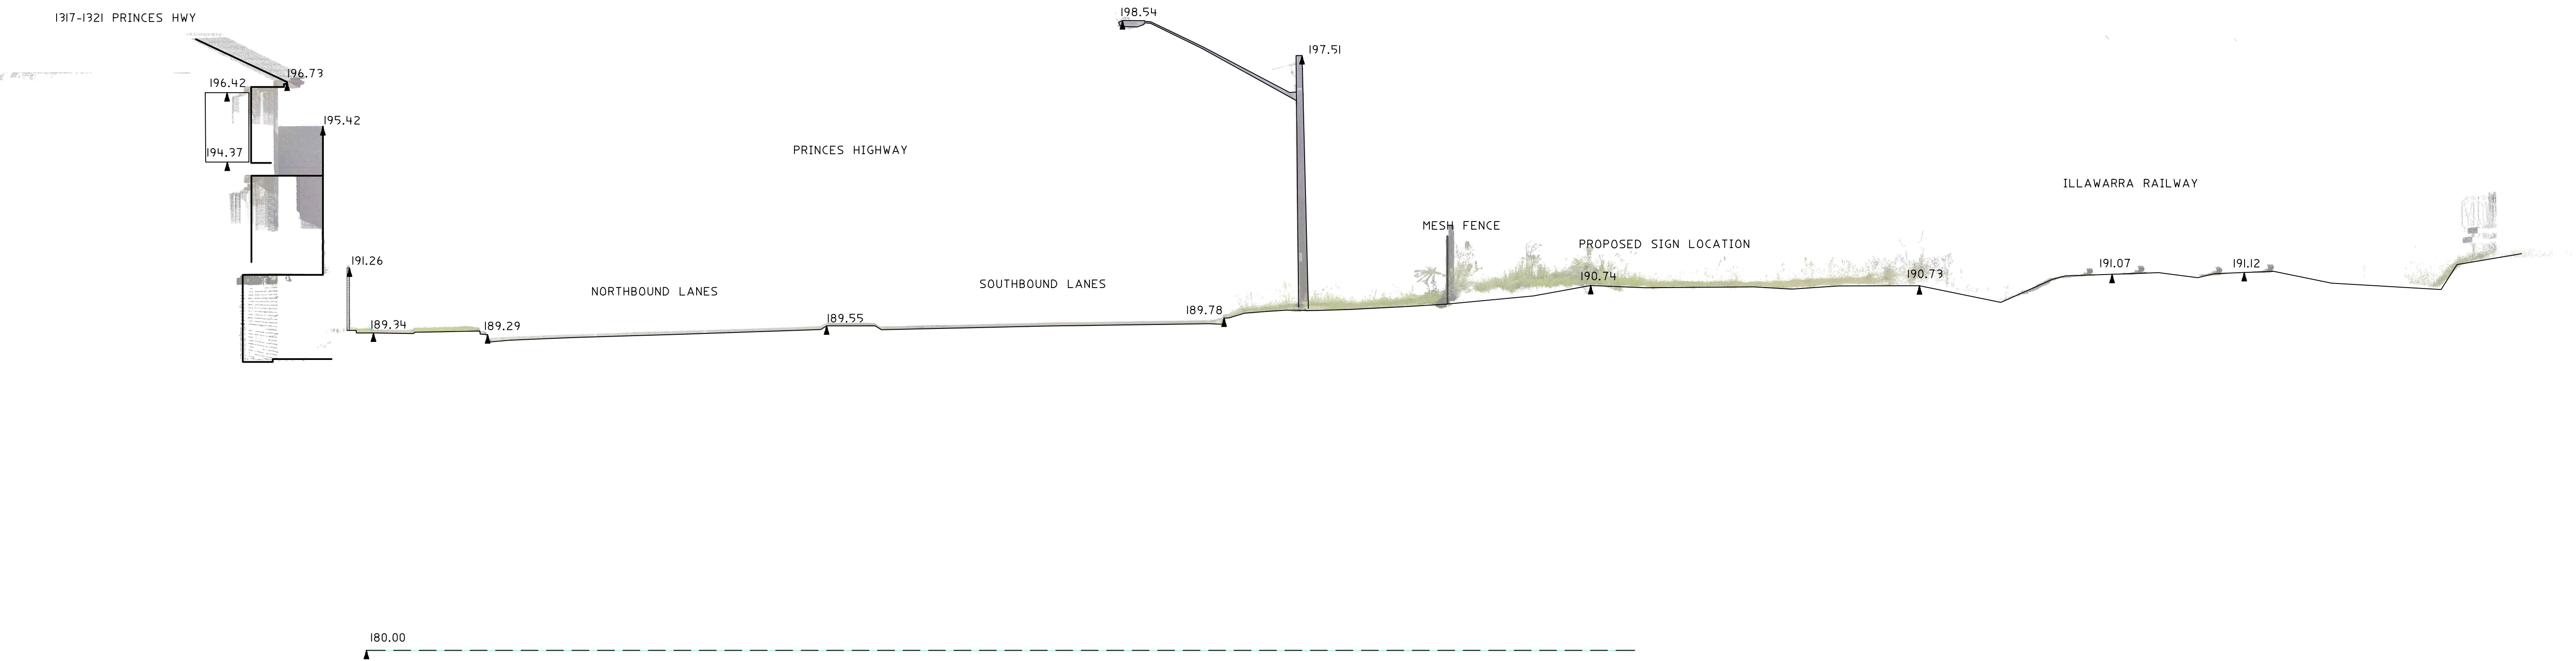 1317-1321 PRINCES HWY
198.54
197.51
196.73
196.42
195.42
194.37
PRINCES HIGHWAY
ILLAWARRA RAILWAY
MESH FENCE
PROPOSED SIGN LOCATION
191.26
191.07
191.12
190.74
190.73
SOUTHBOUND LANES
NORTHBOUND LANES
189.78
189.55
189.34
189.29
180.00